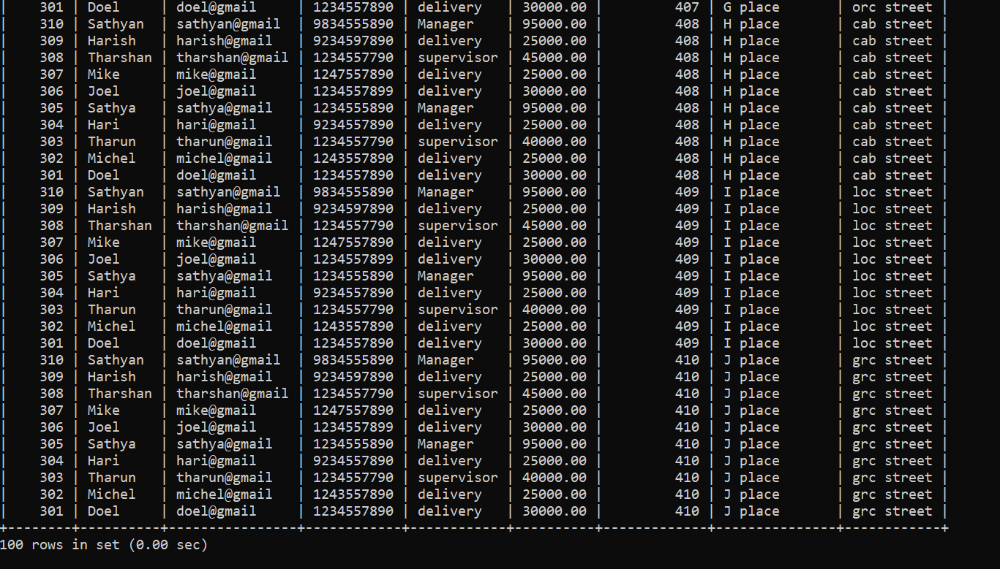 |    301 | Doel     | doel@gmail     | 1234557890 | delivery   | 30000.00 |         407 | G place       | orc street |
|    310 | Sathyan  | sathyan@gmail  | 9834555890 | Manager    | 95000.00 |         408 | H place       | cab street |
|    309 | Harish   | harish@gmail   | 9234597890 | delivery   | 25000.00 |         408 | H place       | cab street |
|    308 | Tharshan | tharshan@gmail | 1234557790 | supervisor | 45000.00 |         408 | H place       | cab street |
|    307 | Mike     | mike@gmail     | 1247557890 | delivery   | 25000.00 |         408 | H place       | cab street |
|    306 | Joel     | joel@gmail     | 1234557899 | delivery   | 30000.00 |         408 | H place       | cab street |
|    305 | Sathya   | sathya@gmail   | 1234555890 | Manager    | 95000.00 |         408 | H place       | cab street |
|    304 | Hari     | hari@gmail     | 9234557890 | delivery   | 25000.00 |         408 | H place       | cab street |
|    303 | Tharun   | tharun@gmail   | 1234557790 | supervisor | 40000.00 |         408 | H place       | cab street |
|    302 | Michel   | michel@gmail   | 1243557890 | delivery   | 25000.00 |         408 | H place       | cab street |
|    301 | Doel     | doel@gmail     | 1234557890 | delivery   | 30000.00 |         408 | H place       | cab street |
|    310 | Sathyan  | sathyan@gmail  | 9834555890 | Manager    | 95000.00 |         409 | I place       | loc street |
|    309 | Harish   | harish@gmail   | 9234597890 | delivery   | 25000.00 |         409 | I place       | loc street |
|    308 | Tharshan | tharshan@gmail | 1234557790 | supervisor | 45000.00 |         409 | I place       | loc street |
|    307 | Mike     | mike@gmail     | 1247557890 | delivery   | 25000.00 |         409 | I place       | loc street |
|    306 | Joel     | joel@gmail     | 1234557899 | delivery   | 30000.00 |         409 | I place       | loc street |
|    305 | Sathya   | sathya@gmail   | 1234555890 | Manager    | 95000.00 |         409 | I place       | loc street |
|    304 | Hari     | hari@gmail     | 9234557890 | delivery   | 25000.00 |         409 | I place       | loc street |
|    303 | Tharun   | tharun@gmail   | 1234557790 | supervisor | 40000.00 |         409 | I place       | loc street |
|    302 | Michel   | michel@gmail   | 1243557890 | delivery   | 25000.00 |         409 | I place       | loc street |
|    301 | Doel     | doel@gmail     | 1234557890 | delivery   | 30000.00 |         409 | I place       | loc street |
|    310 | Sathyan  | sathyan@gmail  | 9834555890 | Manager    | 95000.00 |         410 | J place       | grc street |
|    309 | Harish   | harish@gmail   | 9234597890 | delivery   | 25000.00 |         410 | J place       | grc street |
|    308 | Tharshan | tharshan@gmail | 1234557790 | supervisor | 45000.00 |         410 | J place       | grc street |
|    307 | Mike     | mike@gmail     | 1247557890 | delivery   | 25000.00 |         410 | J place       | grc street |
|    306 | Joel     | joel@gmail     | 1234557899 | delivery   | 30000.00 |         410 | J place       | grc street |
|    305 | Sathya   | sathya@gmail   | 1234555890 | Manager    | 95000.00 |         410 | J place       | grc street |
|    304 | Hari     | hari@gmail     | 9234557890 | delivery   | 25000.00 |         410 | J place       | grc street |
|    303 | Tharun   | tharun@gmail   | 1234557790 | supervisor | 40000.00 |         410 | J place       | grc street |
|    302 | Michel   | michel@gmail   | 1243557890 | delivery   | 25000.00 |         410 | J place       | grc street |
|    301 | Doel     | doel@gmail     | 1234557890 | delivery   | 30000.00 |         410 | J place       | grc street |
+--------+----------+----------------+------------+------------+----------+-------------+---------------+------------+
100 rows in set (0.00 sec)